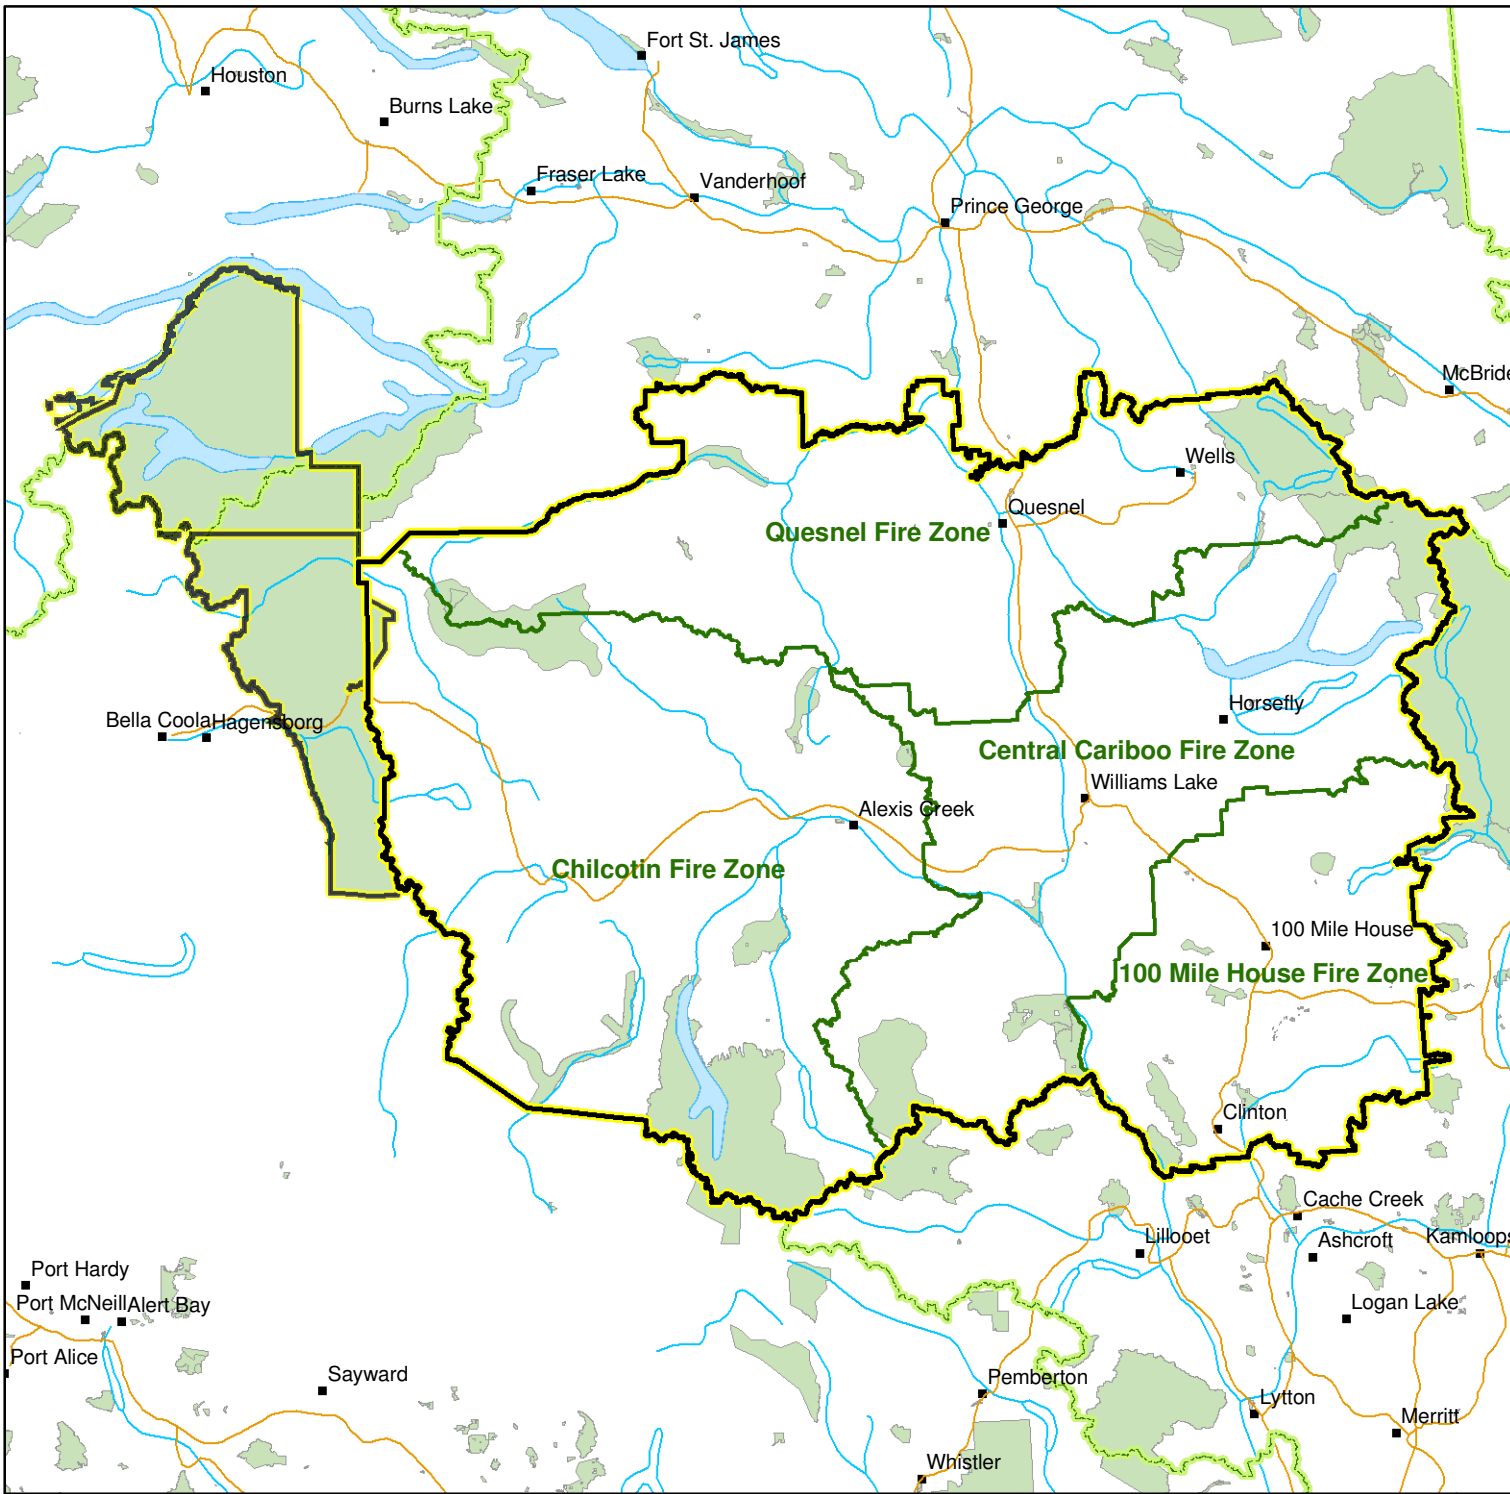 Fort St. James
Houston
Burns Lake
Fraser Lake
Vanderhoof
Prince George
McBride
Wells
Quesnel
Quesnel Fire Zone
Horsefly
Bella Coola
Hagensborg
Central Cariboo Fire Zone
Williams Lake
Alexis Creek
Chilcotin Fire Zone
100 Mile House
100 Mile House Fire Zone
Clinton
Cache Creek
Lillooet
Ashcroft
Kamloops
Port Hardy
Port McNeill
Alert Bay
Logan Lake
Port Alice
Sayward
Pemberton
Lytton
Merritt
Whistler